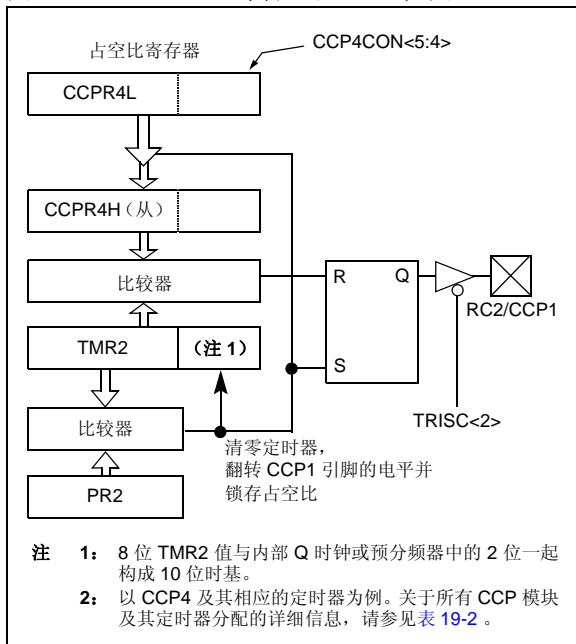 占空比寄存器
CCP4CON<5:4>
CCPR4L
CCPR4H（从）
比较器
R
Q
RC2/CCP1
TMR2
（注 1）
S
TRISC<2>
比较器
清零定时器，
翻转 CCP1 引脚的电平并
锁存占空比
PR2
注 1： 8 位 TMR2 值与内部 Q 时钟或预分频器中的 2 位一起
构成 10 位时基。
2： 以 CCP4 及其相应的定时器为例。关于所有 CCP 模块
及其定时器分配的详细信息，请参见表 19-2 。